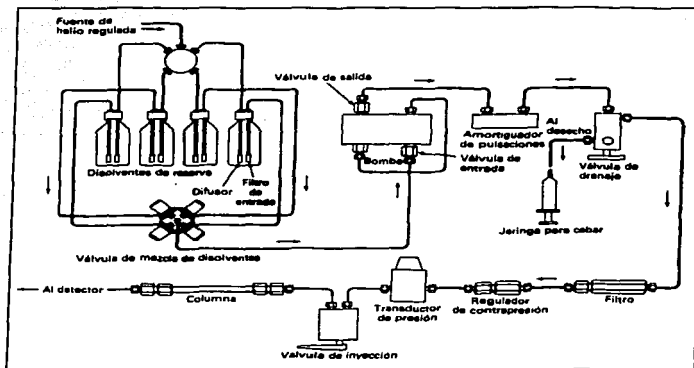 Fuente de
helio regulada
Válvula de salida
Disolventes de reserva
Difusor
Filtro
de
entrada
Bomba
Válvula de
entrada
Amortiguador
de pulsaciones
Al
desecho
Válvula de
drenaje
Jeringa para cebar
Válvula de mezcla de disolventes
Al detector
Columna
Válvula de inyección
Transductor
de presión
Regulador
de contrapresión
Filtro